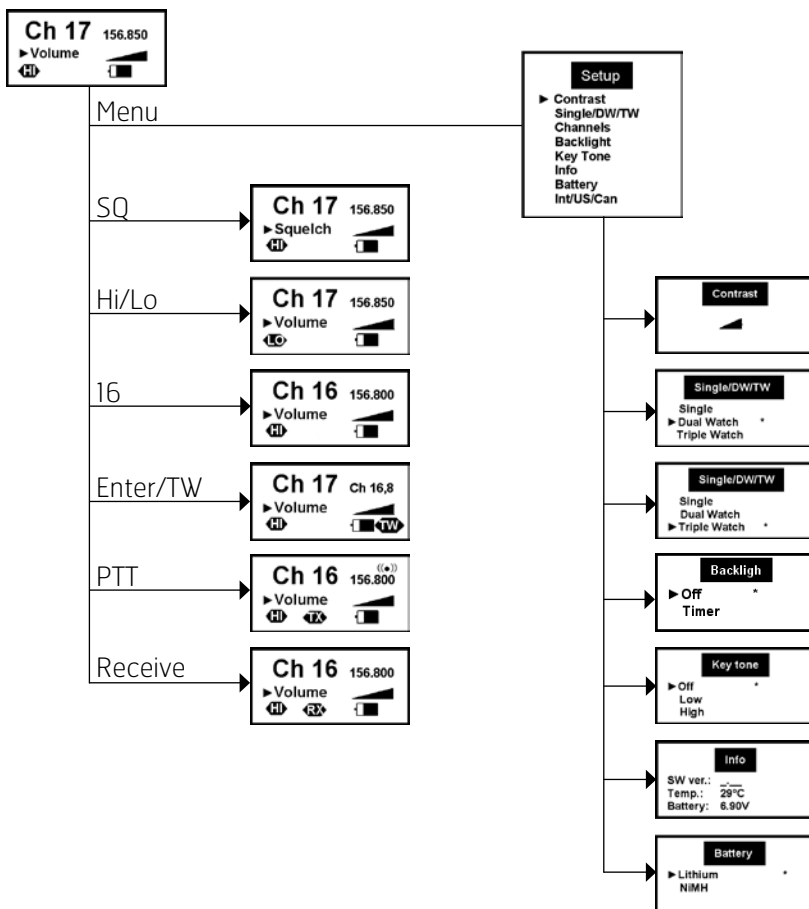 Ch 17 156.850
►Volume
HI
Menu
SQ
Ch 17 156.850
►Squelch
HI
Hi/Lo
Ch 17 156.850
►Volume
LO
16
Ch 16 156.800
►Volume
HI
Enter/TW
Ch 17 Ch 16,8
►Volume
HI TW
PTT
Ch 16 156.800
►Volume
HI TX
Receive
Ch 16 156.800
►Volume
HI RX
Setup
► Contrast
Single/DW/TW
Channels
Backlight
Key Tone
Info
Battery
Int/US/Can
Contrast
Single/DW/TW
Single
►Dual Watch *
Triple Watch
Single/DW/TW
Single
Dual Watch
►Triple Watch *
Backligh
►Off *
Timer
Key tone
►Off *
Low
High
Info
SW ver.: _.__
Temp.: 29°C
Battery: 6.90V
Battery
►Lithium *
NiMH